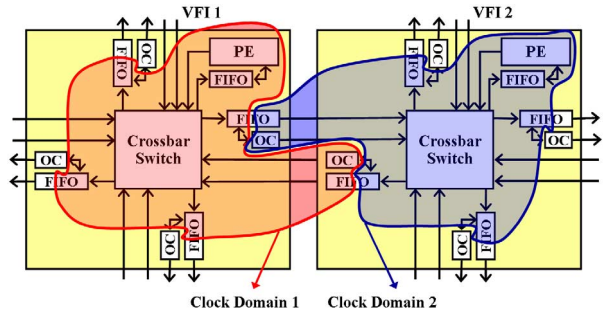 VFI 1
VFI 2
FIFO
OC
PE
FIFO
FIFO
OC
PE
FIFO
FIFO
OC
FIFO
OC
Crossbar
Switch
Crossbar
Switch
OC
FIFO
OC
FIFO
OC
FIFO
OC
FIFO
Clock Domain 1
Clock Domain 2